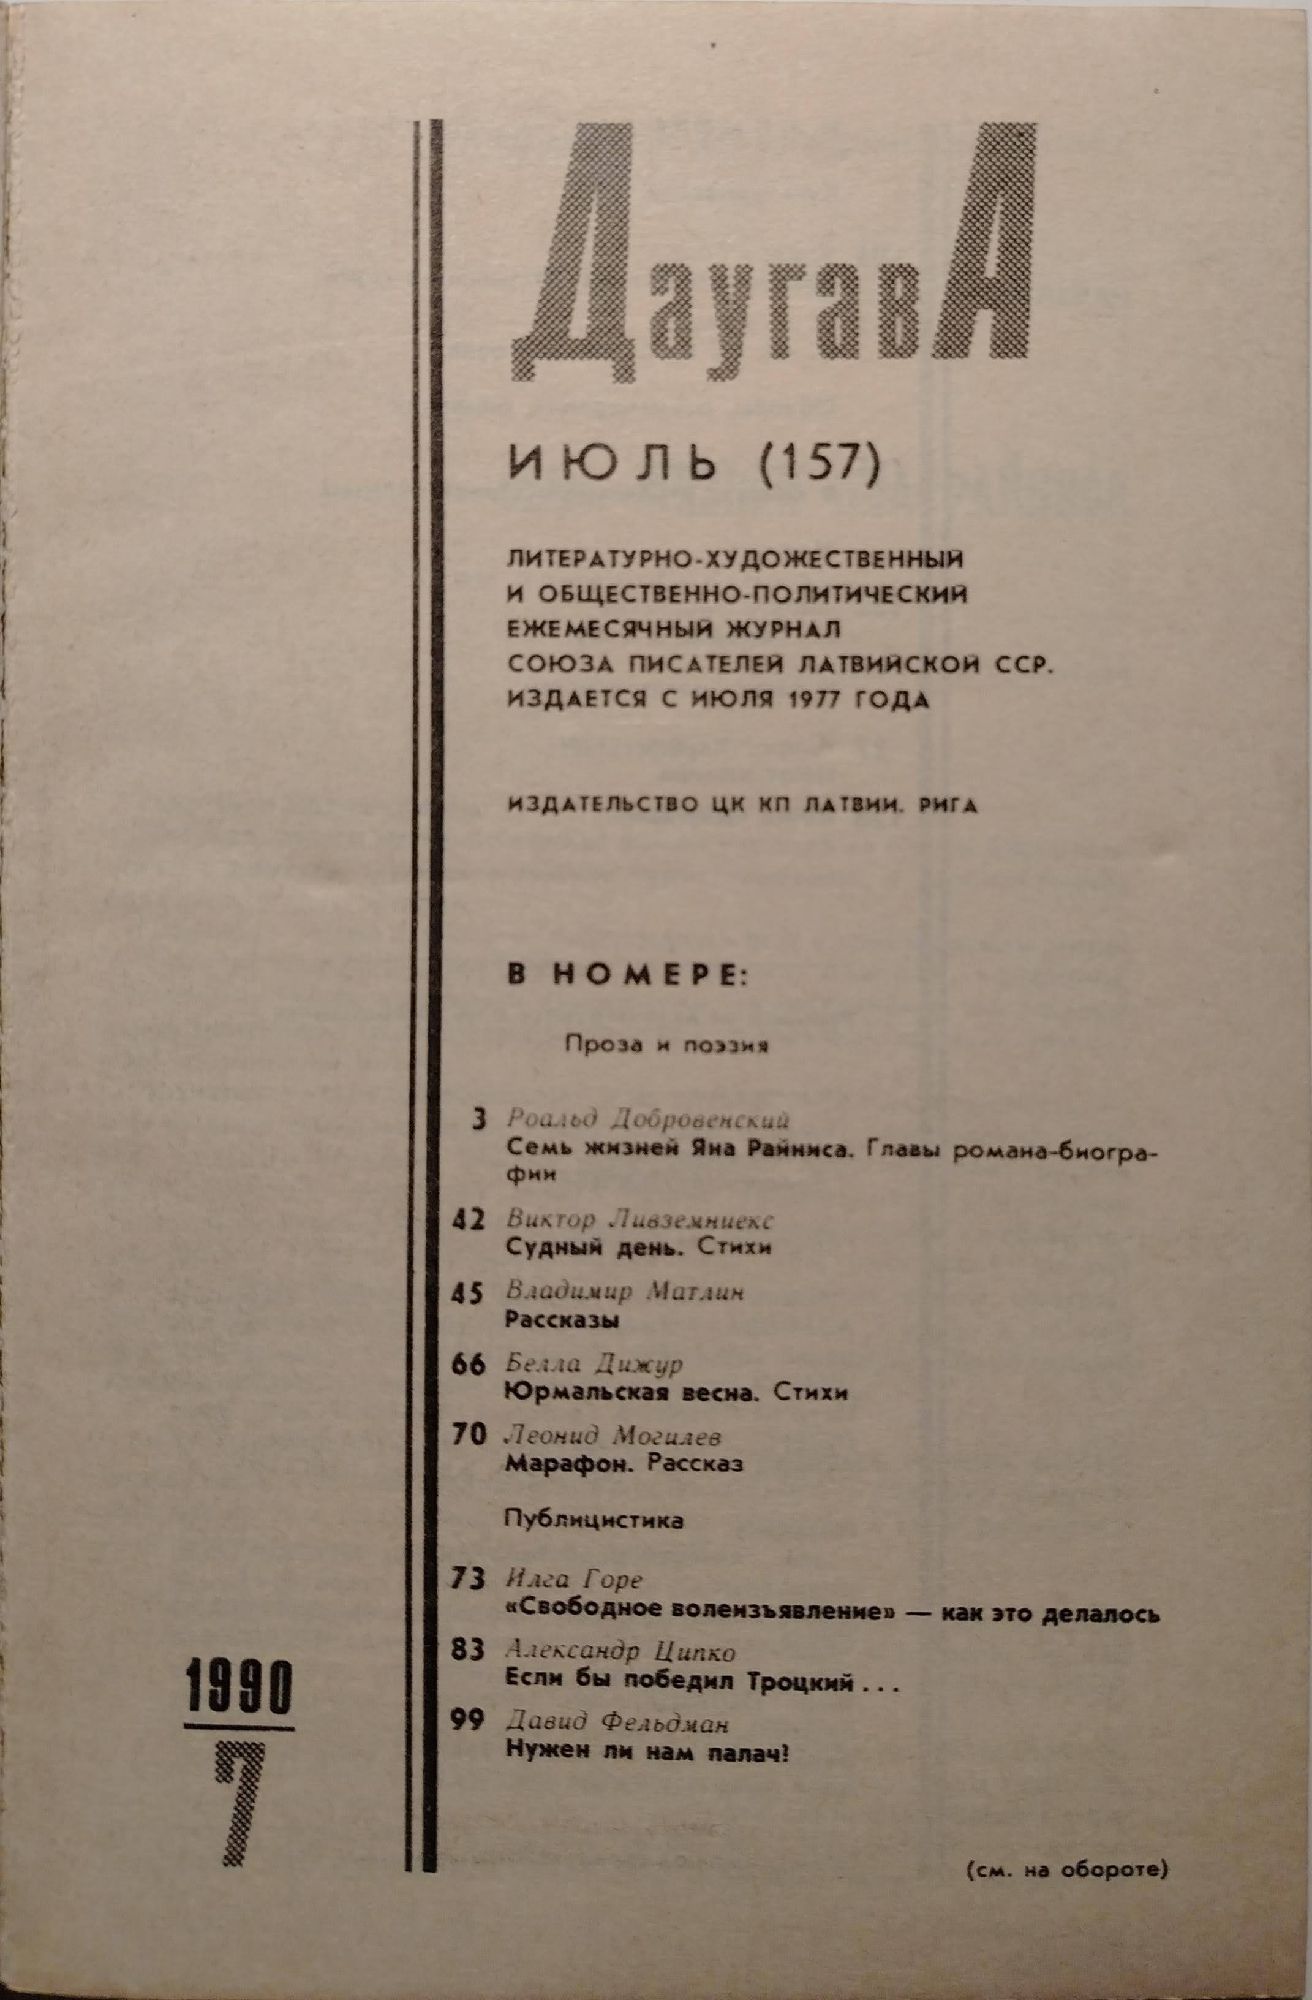 ДаугавА
ИЮЛЬ (157)
ЛИТЕРАТУРНО-ХУДОЖЕСТВЕННЫЙ
И ОБЩЕСТВЕННО-ПОЛИТИЧЕСКИЙ
ЕЖЕМЕСЯЧНЫЙ ЖУРНАЛ
СОЮЗА ПИСАТЕЛЕЙ ЛАТВИЙСКОЙ ССР.
ИЗДАЕТСЯ С ИЮЛЯ 1977 ГОДА
ИЗДАТЕЛЬСТВО ЦК КП ЛАТВИИ. РИГА
В НОМЕРЕ:
Проза и поэзия
3 Роальд Добровенский
Семь жизней Яна Райниса. Главы романа-биогра-
фии
42 Виктор Ливземниекс
Судный день. Стихи
45 Владимир Матлин
Рассказы
66 Белла Дижур
Юрмальская весна. Стихи
70 Леонид Могилев
Марафон. Рассказ
Публицистика
73 Илга Горе
«Свободное волеизъявление» — как это делалось
83 Александр Ципко
Если бы победил Троцкий...
99 Давид Фельдман
Нужен ли нам палач?
1990
7
(см. на обороте)